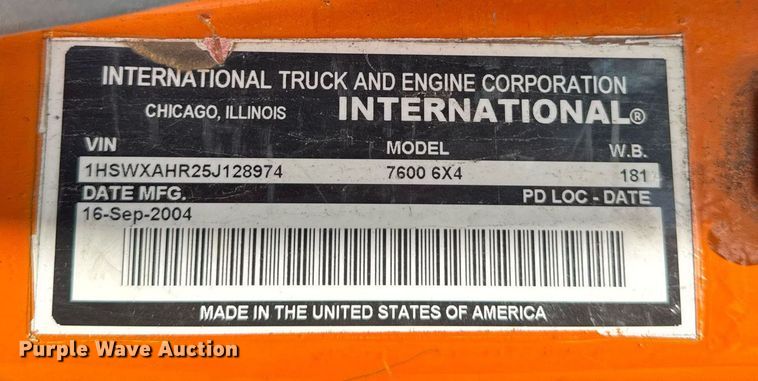 INTERNATIONAL TRUCK AND ENGINE CORPORATION
CHICAGO, ILLINOIS INTERNATIONAL®
VIN MODEL W.B.
1HSWXAHR25J128974 7600 6X4 181
DATE MFG. PD LOC - DATE
16-Sep-2004
MADE IN THE UNITED STATES OF AMERICA
Purple Wave Auction